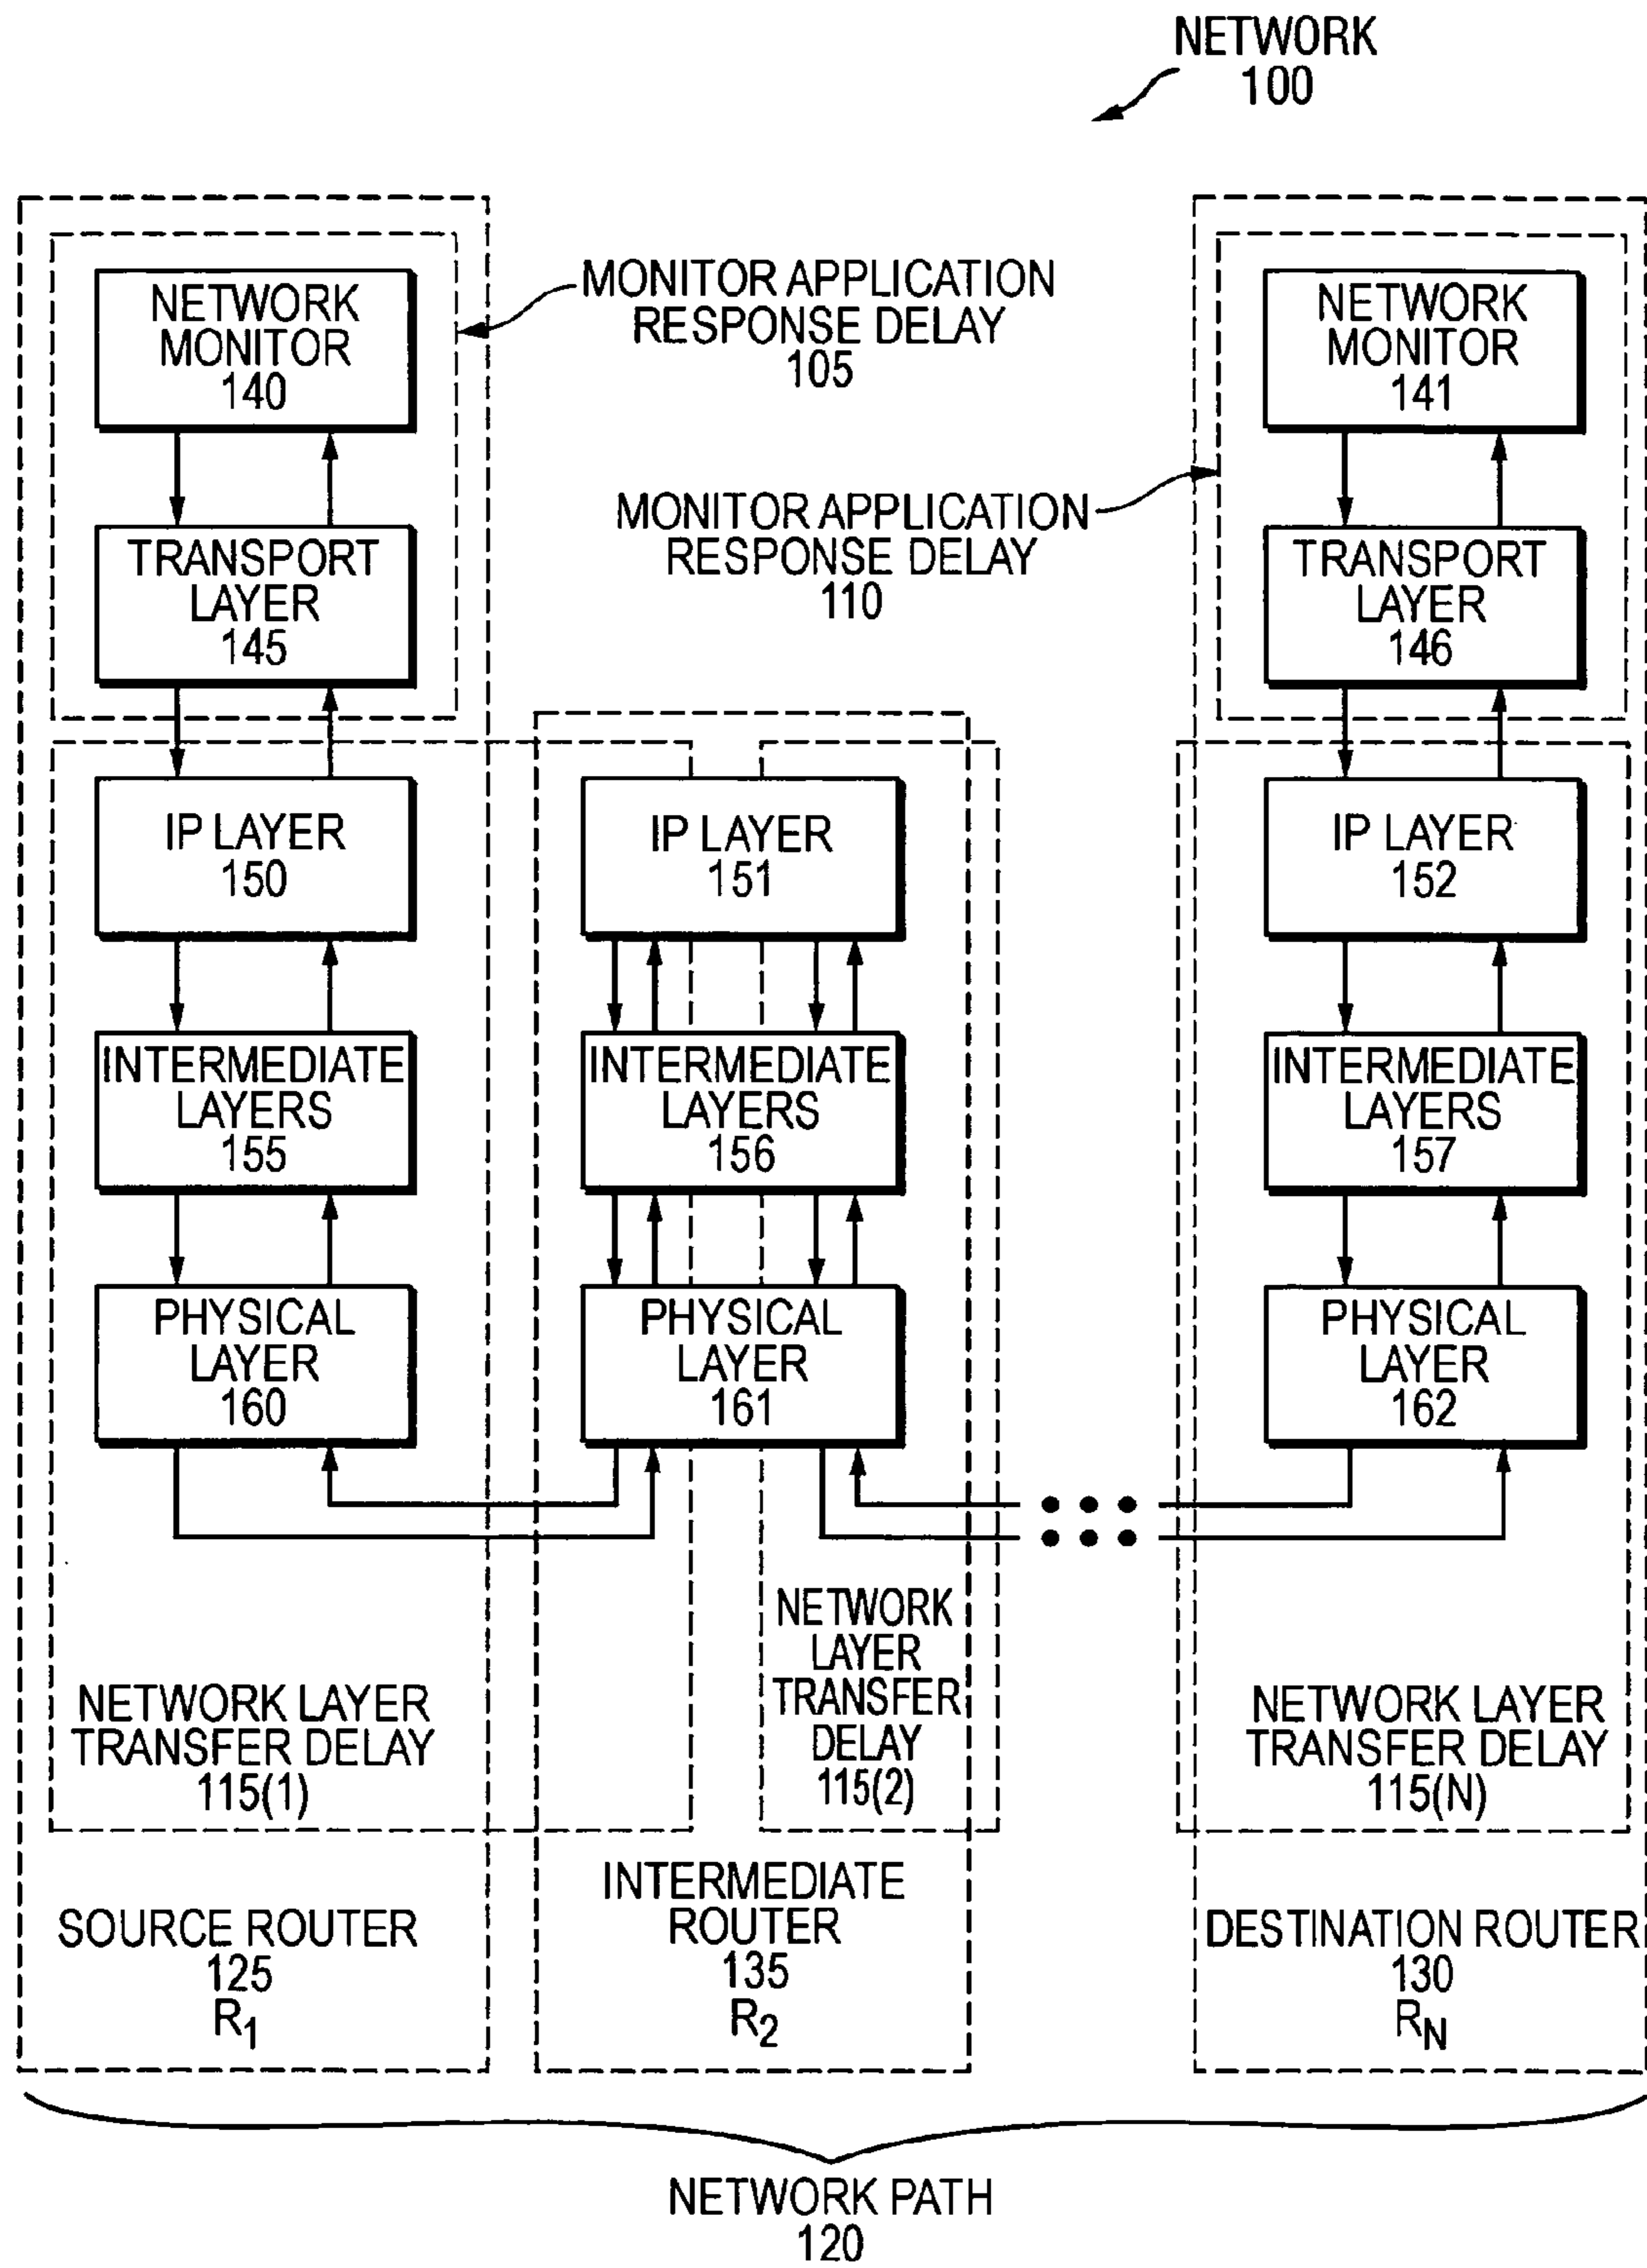 NETWORK
100
NETWORK
MONITOR
140
MONITOR APPLICATION
RESPONSE DELAY
105
NETWORK
MONITOR
141
MONITOR APPLICATION
RESPONSE DELAY
110
TRANSPORT
LAYER
145
TRANSPORT
LAYER
146
IP LAYER
150
IP LAYER
151
IP LAYER
152
INTERMEDIATE
LAYERS
155
INTERMEDIATE
LAYERS
156
INTERMEDIATE
LAYERS
157
PHYSICAL
LAYER
160
PHYSICAL
LAYER
161
PHYSICAL
LAYER
162
NETWORK LAYER
TRANSFER DELAY
115(1)
NETWORK
LAYER
TRANSFER
DELAY
115(2)
NETWORK LAYER
TRANSFER DELAY
115(N)
SOURCE ROUTER
125
R1
INTERMEDIATE
ROUTER
135
R2
DESTINATION ROUTER
130
RN
NETWORK PATH
120